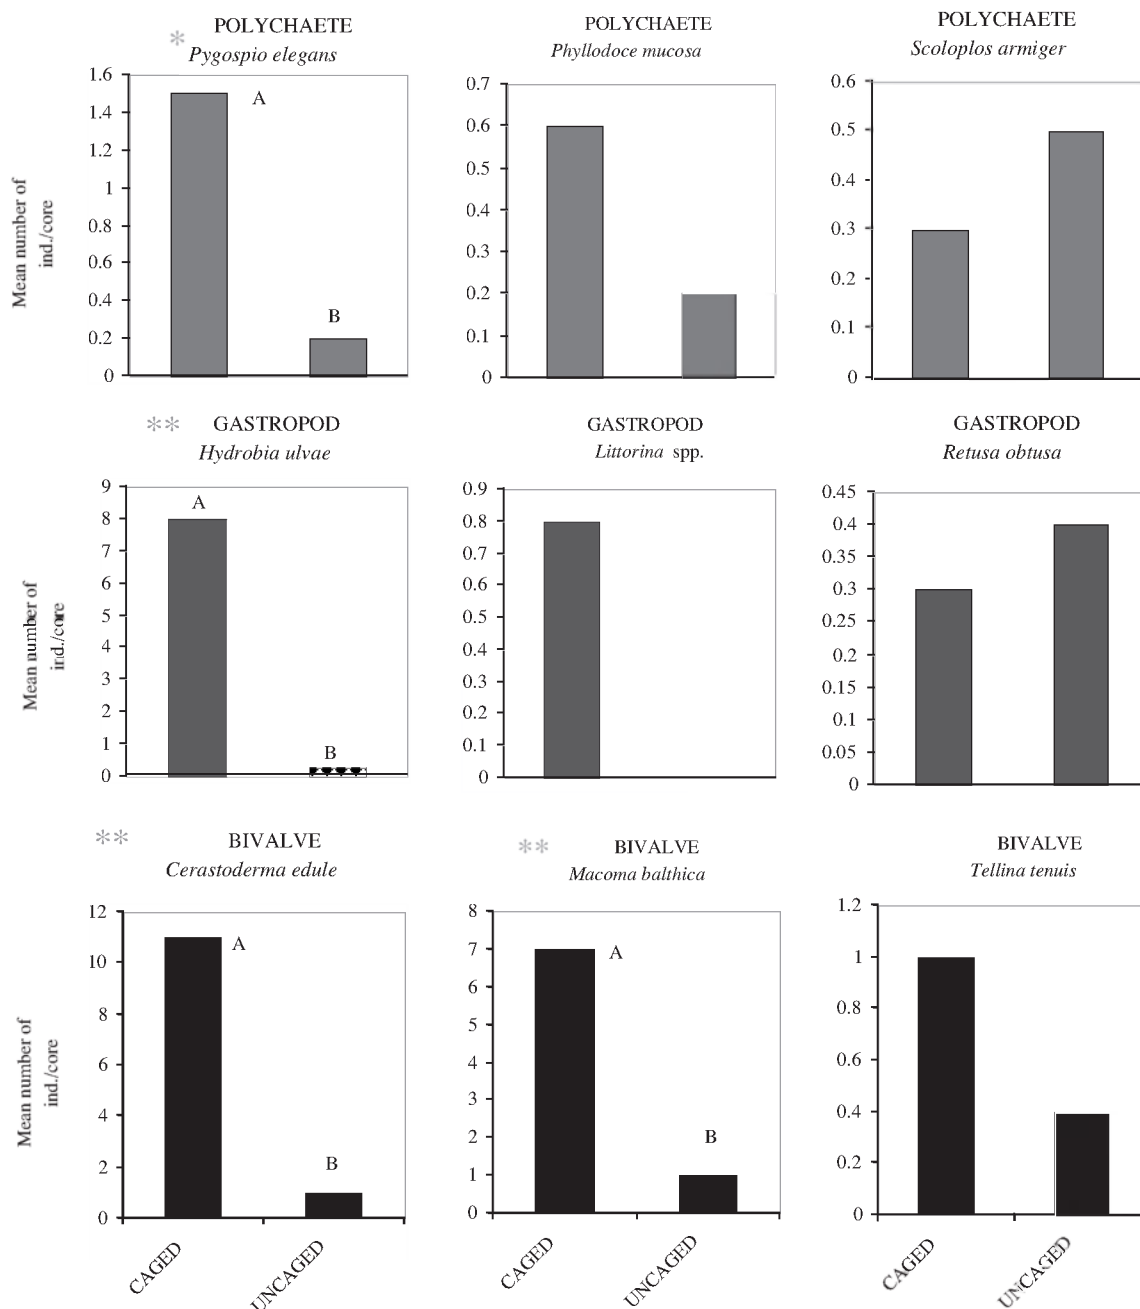 POLYCHAETE
* Pygospio elegans
1.6
1.4
1.2
1
0.8
0.6
0.4
0.2
0
A
B
Mean number of
ind./core
POLYCHAETE
Phyllodoce mucosa
0.7
0.6
0.5
0.4
0.3
0.2
0.1
0
POLYCHAETE
Scoloplos armiger
0.6
0.5
0.4
0.3
0.2
0.1
0
** GASTROPOD
Hydrobia ulvae
9
8
7
6
5
4
3
2
1
0
A
B
Mean number of
ind./core
GASTROPOD
Littorina spp.
0.9
0.8
0.7
0.6
0.5
0.4
0.3
0.2
0.1
0
GASTROPOD
Retusa obtusa
0.45
0.4
0.35
0.3
0.25
0.2
0.15
0.1
0.05
0
** BIVALVE
Cerastoderma edule
12
10
8
6
4
2
0
A
B
Mean number of
ind./core
CAGED
UNCAGED
** BIVALVE
Macoma balthica
8
7
6
5
4
3
2
1
0
A
B
CAGED
UNCAGED
BIVALVE
Tellina tenuis
1.2
1
0.8
0.6
0.4
0.2
0
CAGED
UNCAGED